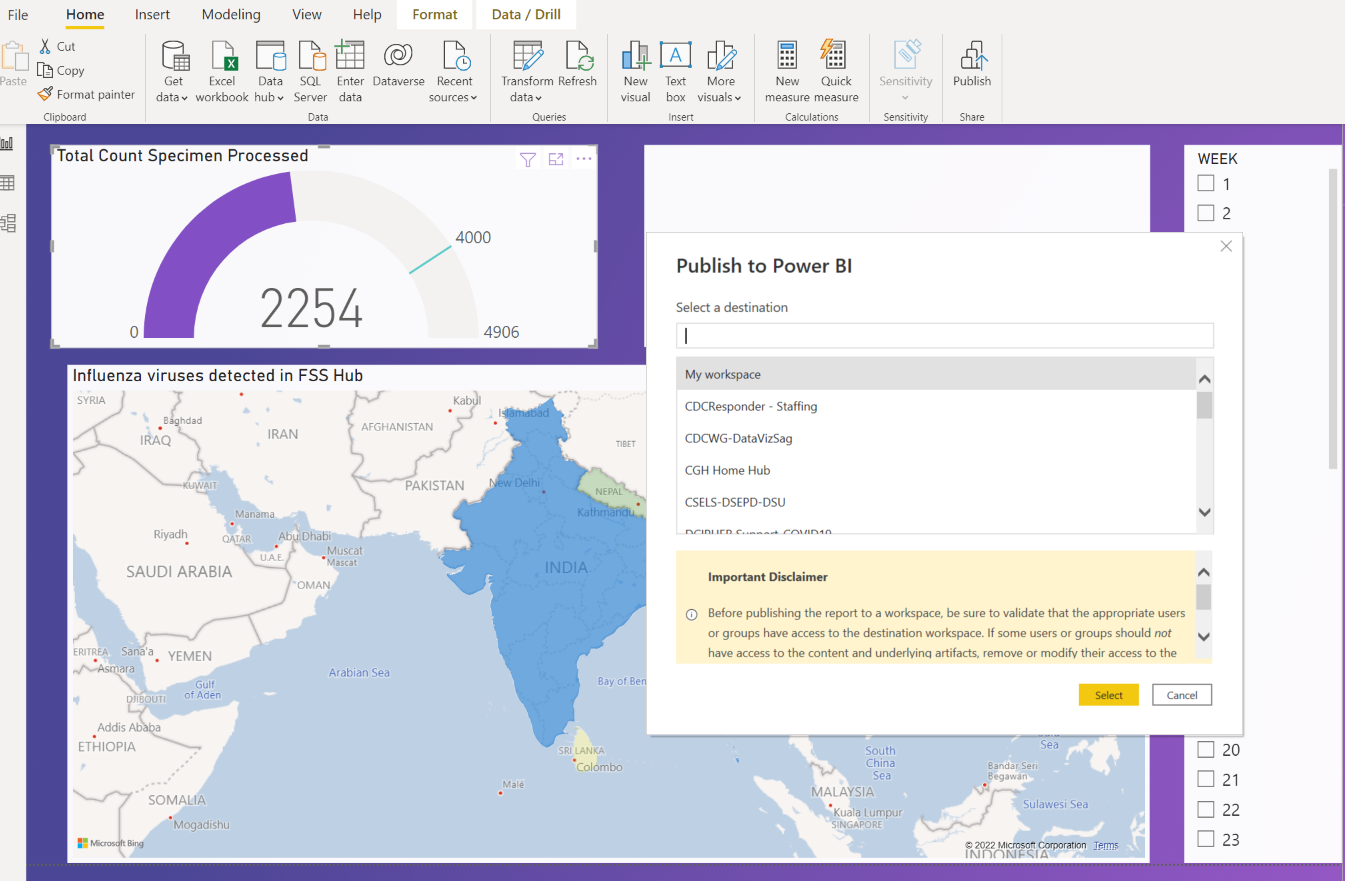 File Home Insert Modeling View Help Format Data / Drill
Paste
Cut
Copy
Format painter
Clipboard
Get data
Excel workbook
Data hub
SQL Server
Enter data
Dataverse
Recent sources
Data
Transform data
Refresh
Queries
New visual
Text box
More visuals
Insert
New measure
Quick measure
Calculations
Sensitivity
Sensitivity
Publish
Share
Total Count Specimen Processed
4000
2254
0
4906
WEEK
1
2
20
21
22
23
Influenza viruses detected in FSS Hub
SYRIA
Baghdad
IRAQ
IRAN
Kabul
AFGHANISTAN
Islamabad
TIBET
KUWAIT
PAKISTAN
New Delhi
NEPAL
Kathmandu
Manama
Riyadh
QATAR
Abu Dhabi
U.A.E.
Muscat
Mascat
SAUDI ARABIA
OMAN
INDIA
ERITREA
Sana'a
YEMEN
Asmara
Arabian Sea
Bay of Ben
Gulf
of Aden
DJIBOUTI
Addis Ababa
ETHIOPIA
SRI LANKA
Colombo
Male
SOMALIA
Mogadishu
Sea
South
China
Sea
Bandar Seri
Begawan
MALAYSIA
Kuala Lumpur
SINGAPORE
Sulawesi Sea
INDONESIA
Microsoft Bing
© 2022 Microsoft Corporation Terms
Publish to Power BI
Select a destination
My workspace
CDCResponder - Staffing
CDCWG-DataVizSag
CGH Home Hub
CSELS-DSEPD-DSU
Important Disclaimer
Before publishing the report to a workspace, be sure to validate that the appropriate users
or groups have access to the destination workspace. If some users or groups should not
have access to the content and underlying artifacts, remove or modify their access to the
Select
Cancel